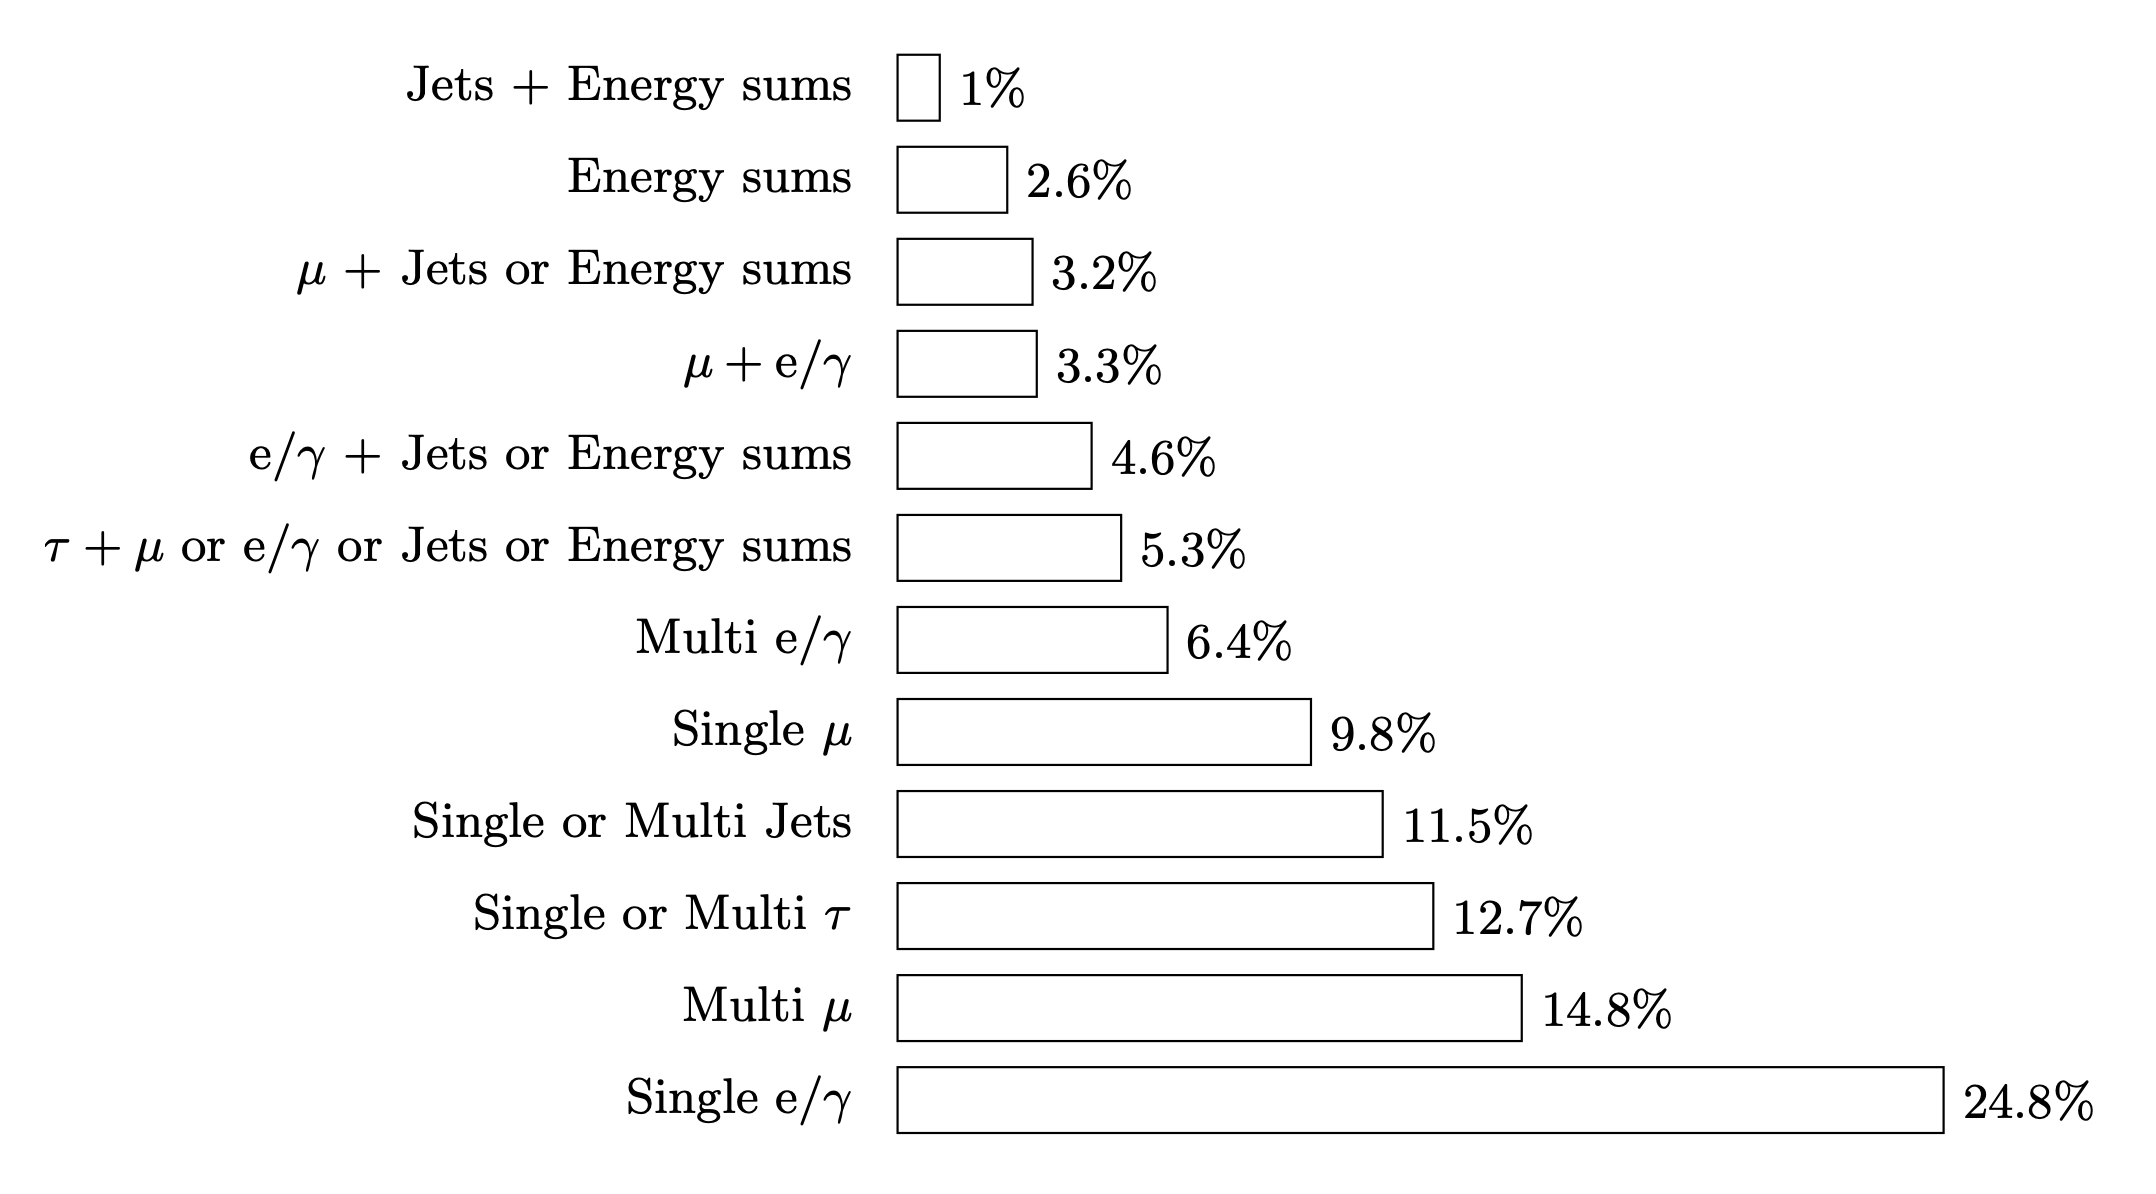 Jets + Energy sums 1%
Energy sums 2.6%
μ + Jets or Energy sums 3.2%
μ + e/γ 3.3%
e/γ + Jets or Energy sums 4.6%
τ + μ or e/γ or Jets or Energy sums 5.3%
Multi e/γ 6.4%
Single μ 9.8%
Single or Multi Jets 11.5%
Single or Multi τ 12.7%
Multi μ 14.8%
Single e/γ 24.8%